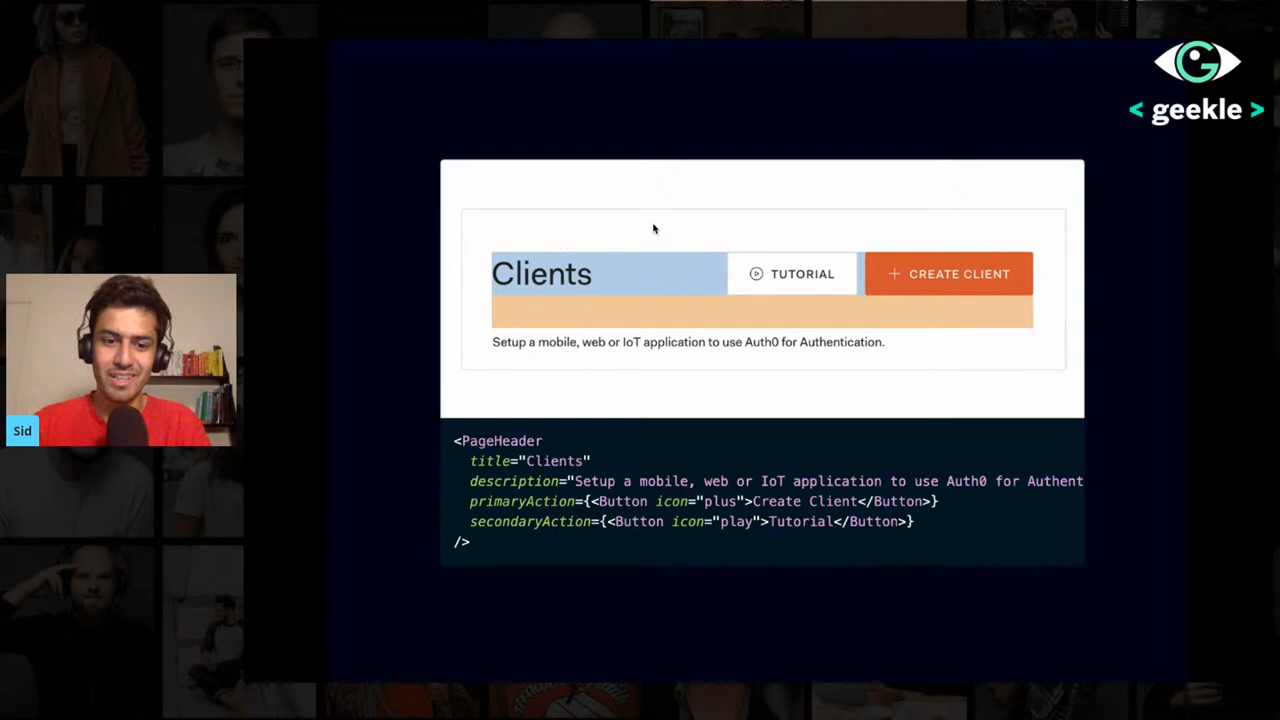 < geekle >
Clients
TUTORIAL
+ CREATE CLIENT
Setup a mobile, web or IoT application to use Auth0 for Authentication.
Sid
<PageHeader
title="Clients"
description="Setup a mobile, web or IoT application to use Auth0 for Authent
primaryAction={<Button icon="plus">Create Client</Button>}
secondaryAction={<Button icon="play">Tutorial</Button>}
/>